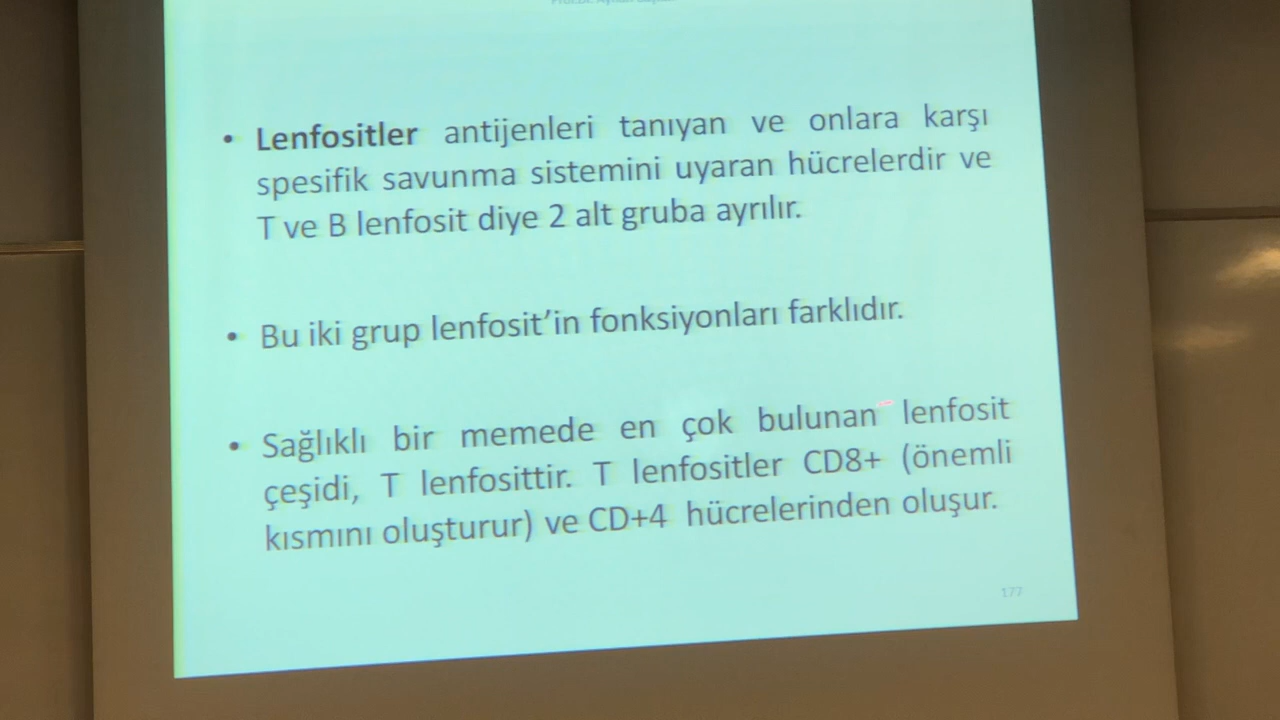 • Lenfositler antijenleri tanıyan ve onlara karşı
spesifik savunma sistemini uyaran hücrelerdir ve
T ve B lenfosit diye 2 alt gruba ayrılır.
• Bu iki grup lenfosit’in fonksiyonları farklıdır.
• Sağlıklı bir memede en çok bulunan lenfosit
çeşidi, T lenfosittir. T lenfositler CD8+ (önemli
kısmını oluşturur) ve CD+4 hücrelerinden oluşur.
177